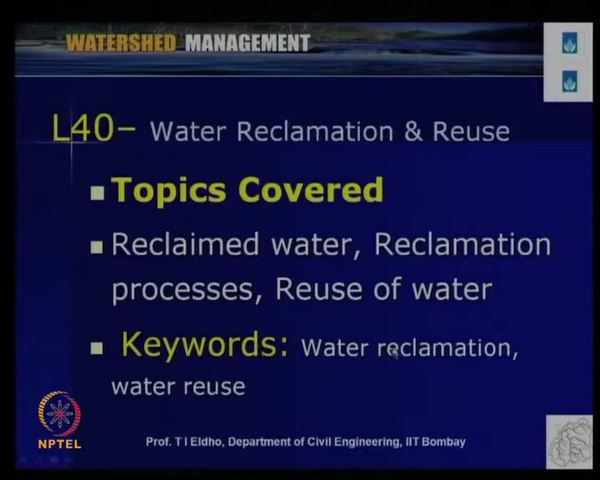 WATERSHED MANAGEMENT
L40– Water Reclamation & Reuse
Topics Covered
Reclaimed water, Reclamation
processes, Reuse of water
Keywords: Water reclamation,
water reuse
NPTEL
Prof. T I Eldho, Department of Civil Engineering, IIT Bombay